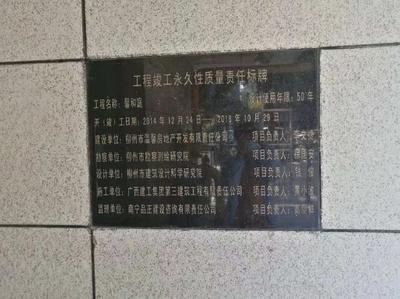 工程竣工永久性质量责任标牌
工程名称：馨和庭 设计使用年限：50年
开（竣）工日期：2014年12月24日——2018年10月29日
建设单位：柳州市温馨房地产开发有限责任公司 项目负责人：
勘察单位：柳州市勘察测绘研究院 项目负责人：
设计单位：柳州市建筑设计科学研究院 项目负责人：钱俊
施工单位：广西建工集团第三建筑工程有限责任公司 项目负责人：
监理单位：南宁品正建设咨询有限责任公司 项目负责人：